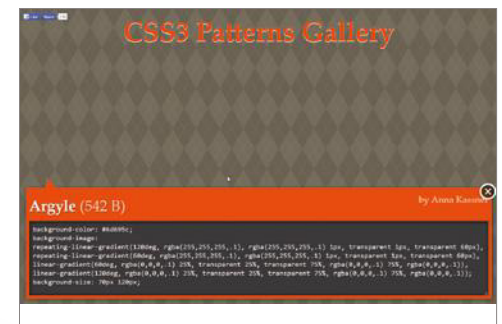 CSS3 Patterns Gallery
Argyle (542 B)
by Anna Kassner
background-color: #6d695c;
background-image:
repeating-linear-gradient(120deg, rgba(255,255,255,.1), rgba(255,255,255,.1) 1px, transparent 1px, transparent 60px),
repeating-linear-gradient(60deg, rgba(255,255,255,.1), rgba(255,255,255,.1) 1px, transparent 1px, transparent 60px),
linear-gradient(60deg, rgba(0,0,0,.1) 25%, transparent 25%, transparent 75%, rgba(0,0,0,.1) 75%, rgba(0,0,0,.1)),
linear-gradient(120deg, rgba(0,0,0,.1) 25%, transparent 25%, transparent 75%, rgba(0,0,0,.1) 75%, rgba(0,0,0,.1));
background-size: 70px 120px;